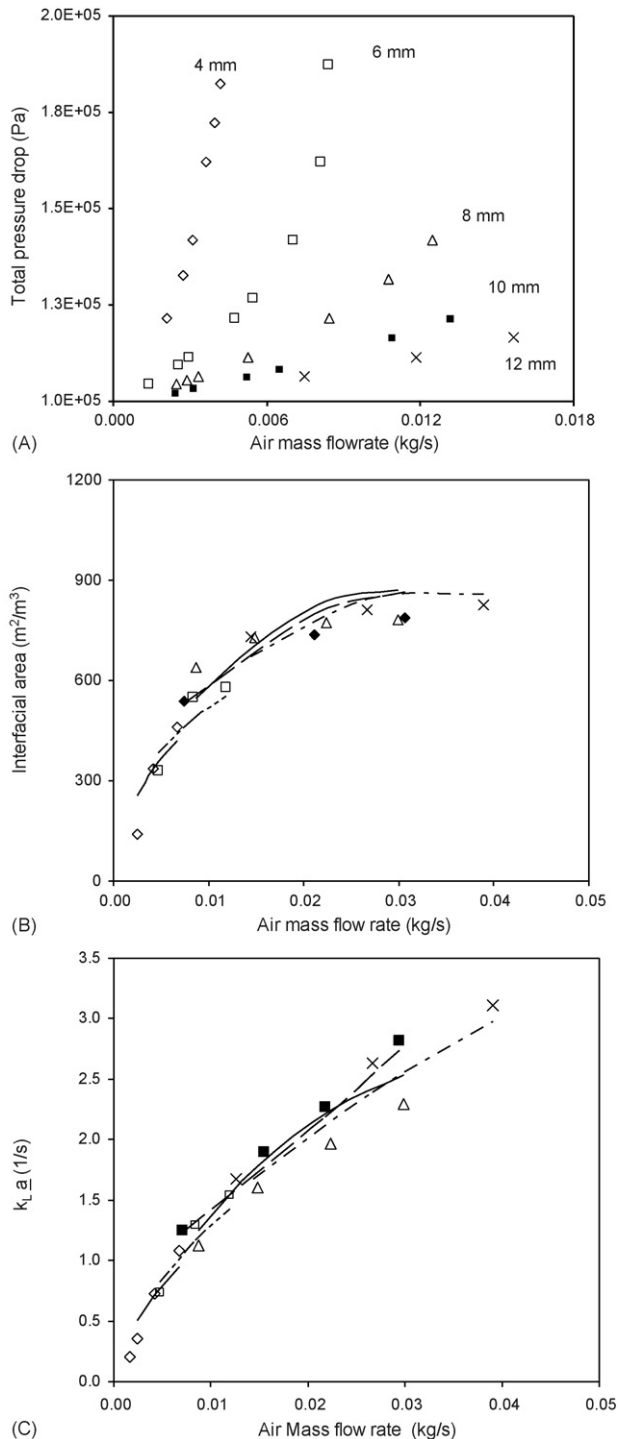 2.0E+05
4 mm
6 mm
1.8E+05
Total pressure drop (Pa)
1.5E+05
8 mm
10 mm
1.3E+05
12 mm
1.0E+05
0.000
0.006
0.012
0.018
(A)
Air mass flowrate (kg/s)
1200
900
Interfacial area (m²/m³)
600
300
0
0.00
0.01
0.02
0.03
0.04
0.05
(B)
Air mass flow rate (kg/s)
3.5
3.0
2.5
2.0
k_L a (1/s)
1.5
1.0
0.5
0.0
0.00
0.01
0.02
0.03
0.04
0.05
(C)
Air Mass flow rate (kg/s)